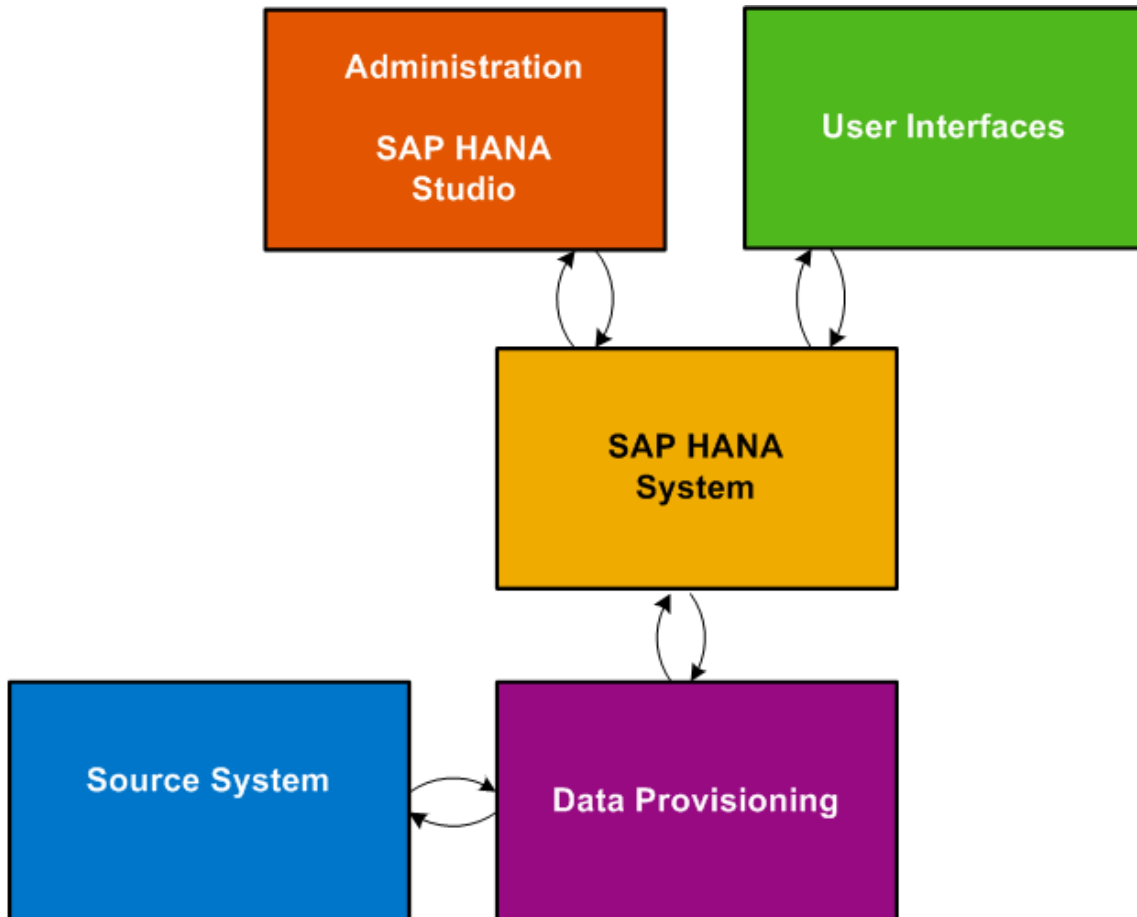 Administration
SAP HANA
Studio
User Interfaces
SAP HANA
System
Source System
Data Provisioning